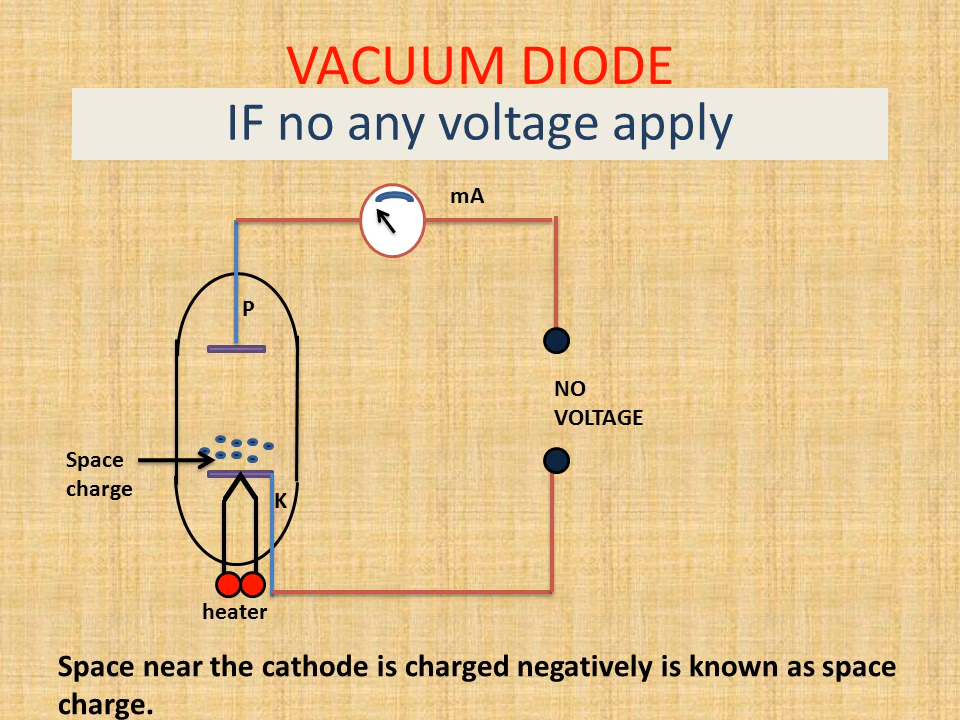 VACUUM DIODE
IF no any voltage apply
mA
P
NO
VOLTAGE
Space
charge
K
heater
Space near the cathode is charged negatively is known as space
charge.